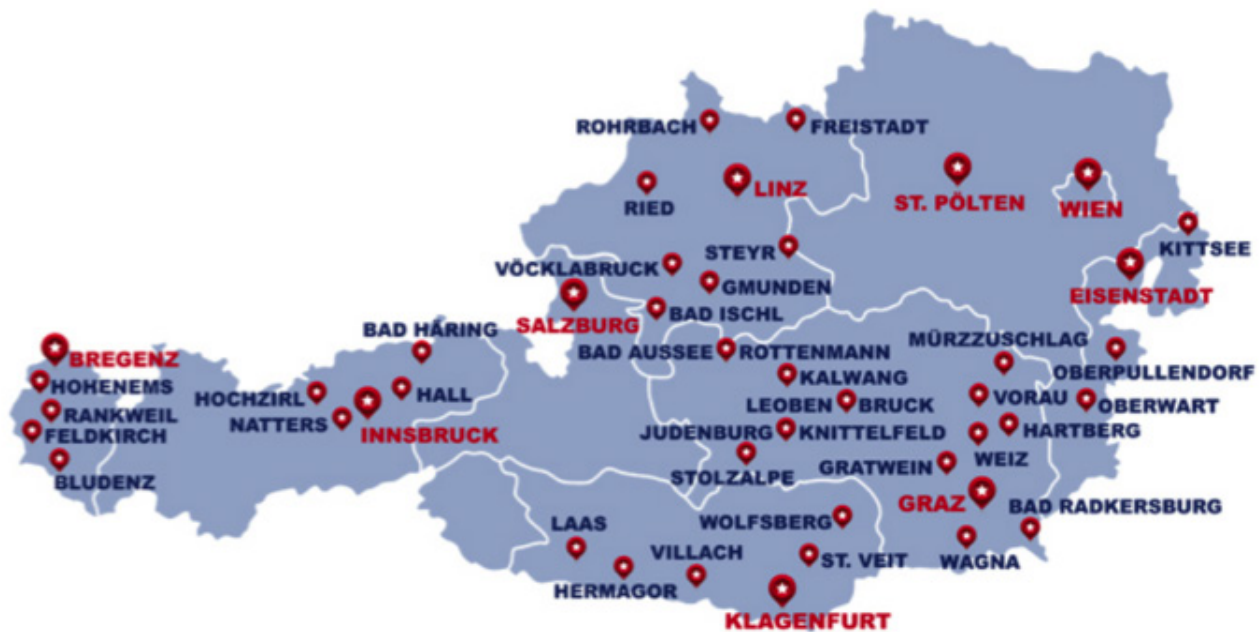 ROHRBACH
FREISTADT
LINZ
RIED
ST. PÖLTEN
WIEN
STEYR
KITTSEE
VÖCKLABRUCK
GMUNDEN
EISENSTADT
SALZBURG
BAD ISCHL
BAD HÄRING
MÜRZZUSCHLAG
BREGENZ
BAD AUSSEE
ROTTENMANN
OBERPULLENDORF
HOHENEMS
KALWANG
HOCHZIRL
HALL
LEOBEN
BRUCK
VORAU
OBERWART
RANKWEIL
NATTERS
FELDKIRCH
INNSBRUCK
JUDENBURG
KNITTELFELD
HARTBERG
WEIZ
BLUDENZ
STOLZALPE
GRATWEIN
GRAZ
BAD RADKERSBURG
LAAS
WOLFSBERG
VILLACH
ST. VEIT
WAGNA
HERMAGOR
KLAGENFURT